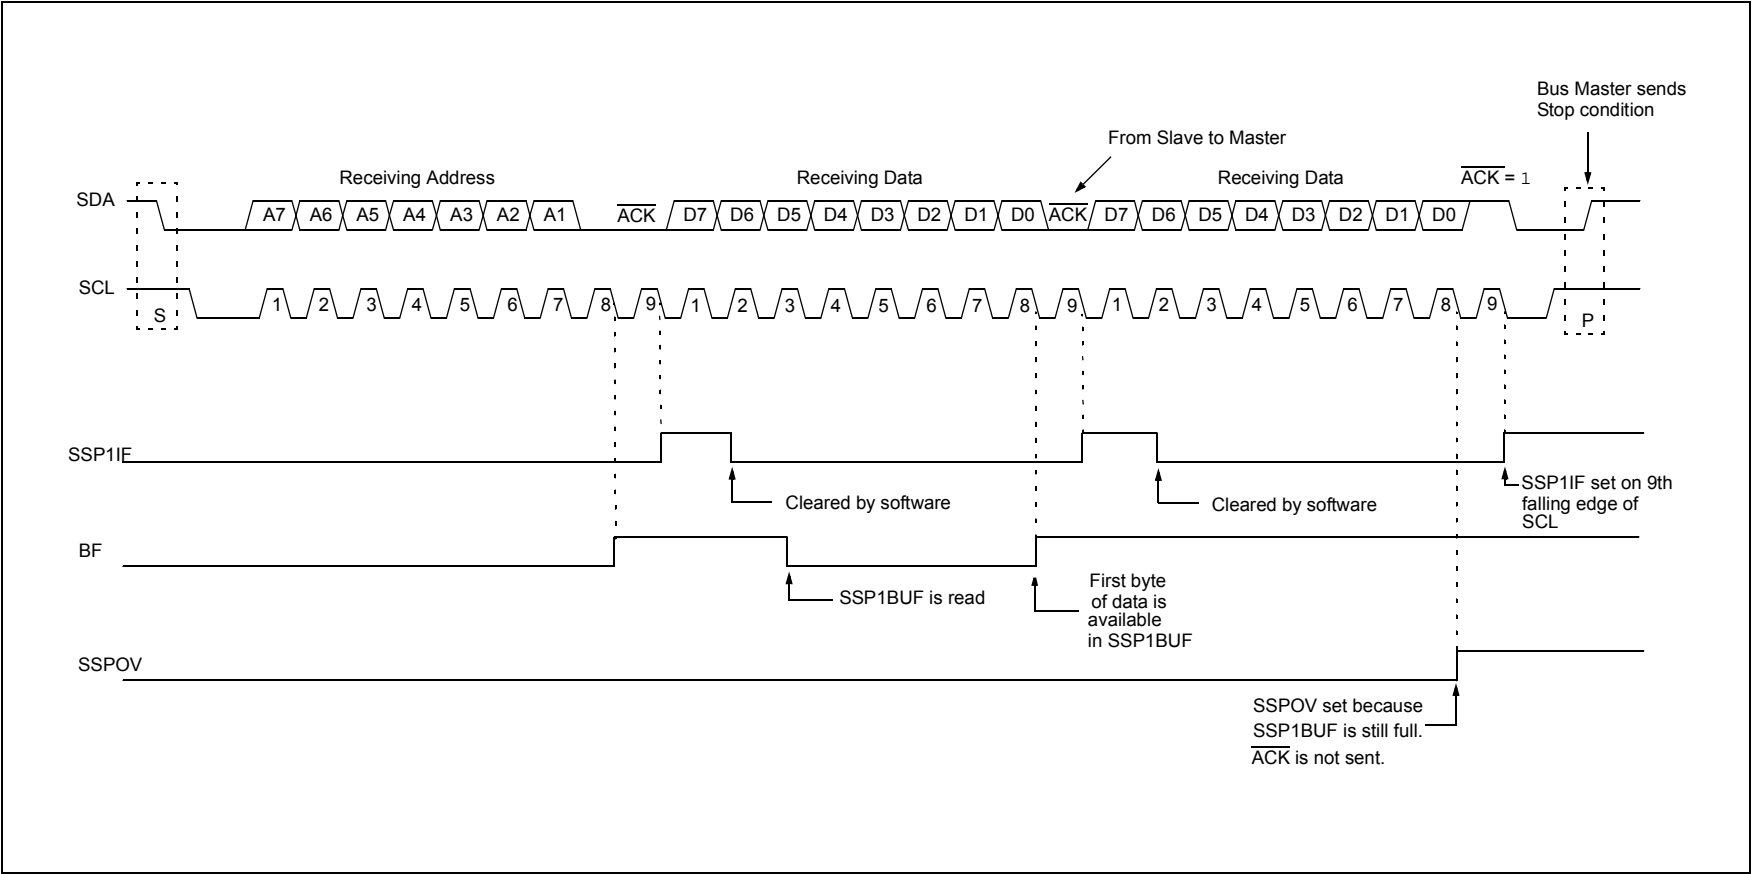 Bus Master sends
Stop condition
From Slave to Master
Receiving Address
Receiving Data
Receiving Data
ACK = 1
SDA
A7 A6 A5 A4 A3 A2 A1 ACK D7 D6 D5 D4 D3 D2 D1 D0 ACK D7 D6 D5 D4 D3 D2 D1 D0
SCL
S
1 2 3 4 5 6 7 8 9 1 2 3 4 5 6 7 8 9 1 2 3 4 5 6 7 8 9
P
SSP1IF
Cleared by software
Cleared by software
SSP1IF set on 9th
falling edge of
SCL
BF
SSP1BUF is read
First byte
of data is
available
in SSP1BUF
SSPOV
SSPOV set because
SSP1BUF is still full.
ACK is not sent.